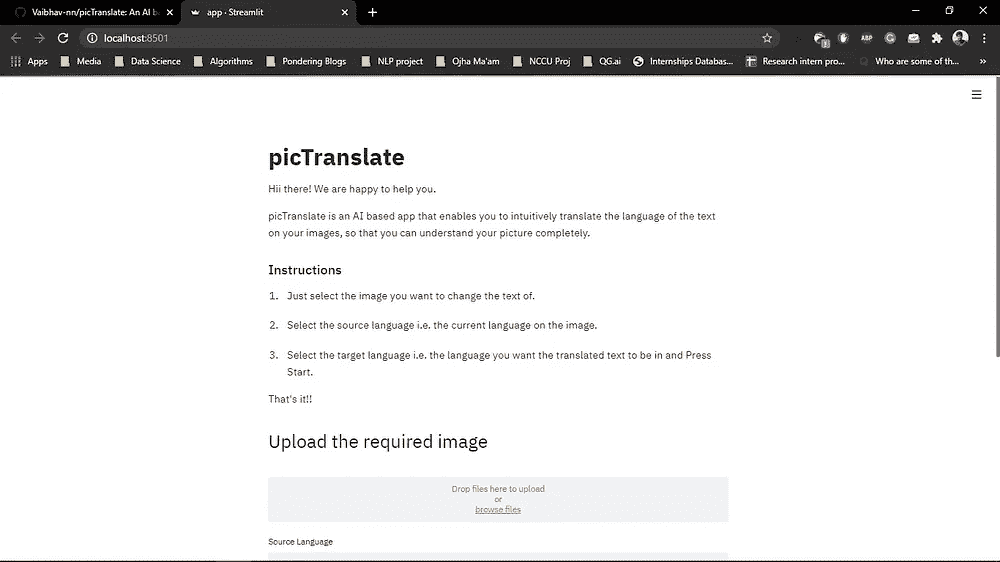 Vaibhav-nn/picTranslate: An AI b
app · Streamlit
localhost:8501
Apps
Media
Data Science
Algorithms
Pondering Blogs
NLP project
Ojha Ma'am
NCCU Proj
QG.ai
Internships Databas...
Research intern pro...
Who are some of th...
picTranslate
Hii there! We are happy to help you.
picTranslate is an AI based app that enables you to intuitively translate the language of the text
on your images, so that you can understand your picture completely.
Instructions
1. Just select the image you want to change the text of.
2. Select the source language i.e. the current language on the image.
3. Select the target language i.e. the language you want the translated text to be in and Press
Start.
That's it!!
Upload the required image
Drop files here to upload
or
browse files
Source Language